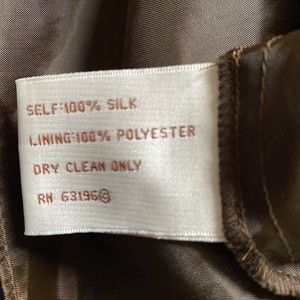 SELF:100% SILK
LINING:100% POLYESTER
DRY CLEAN ONLY
RN 63196©